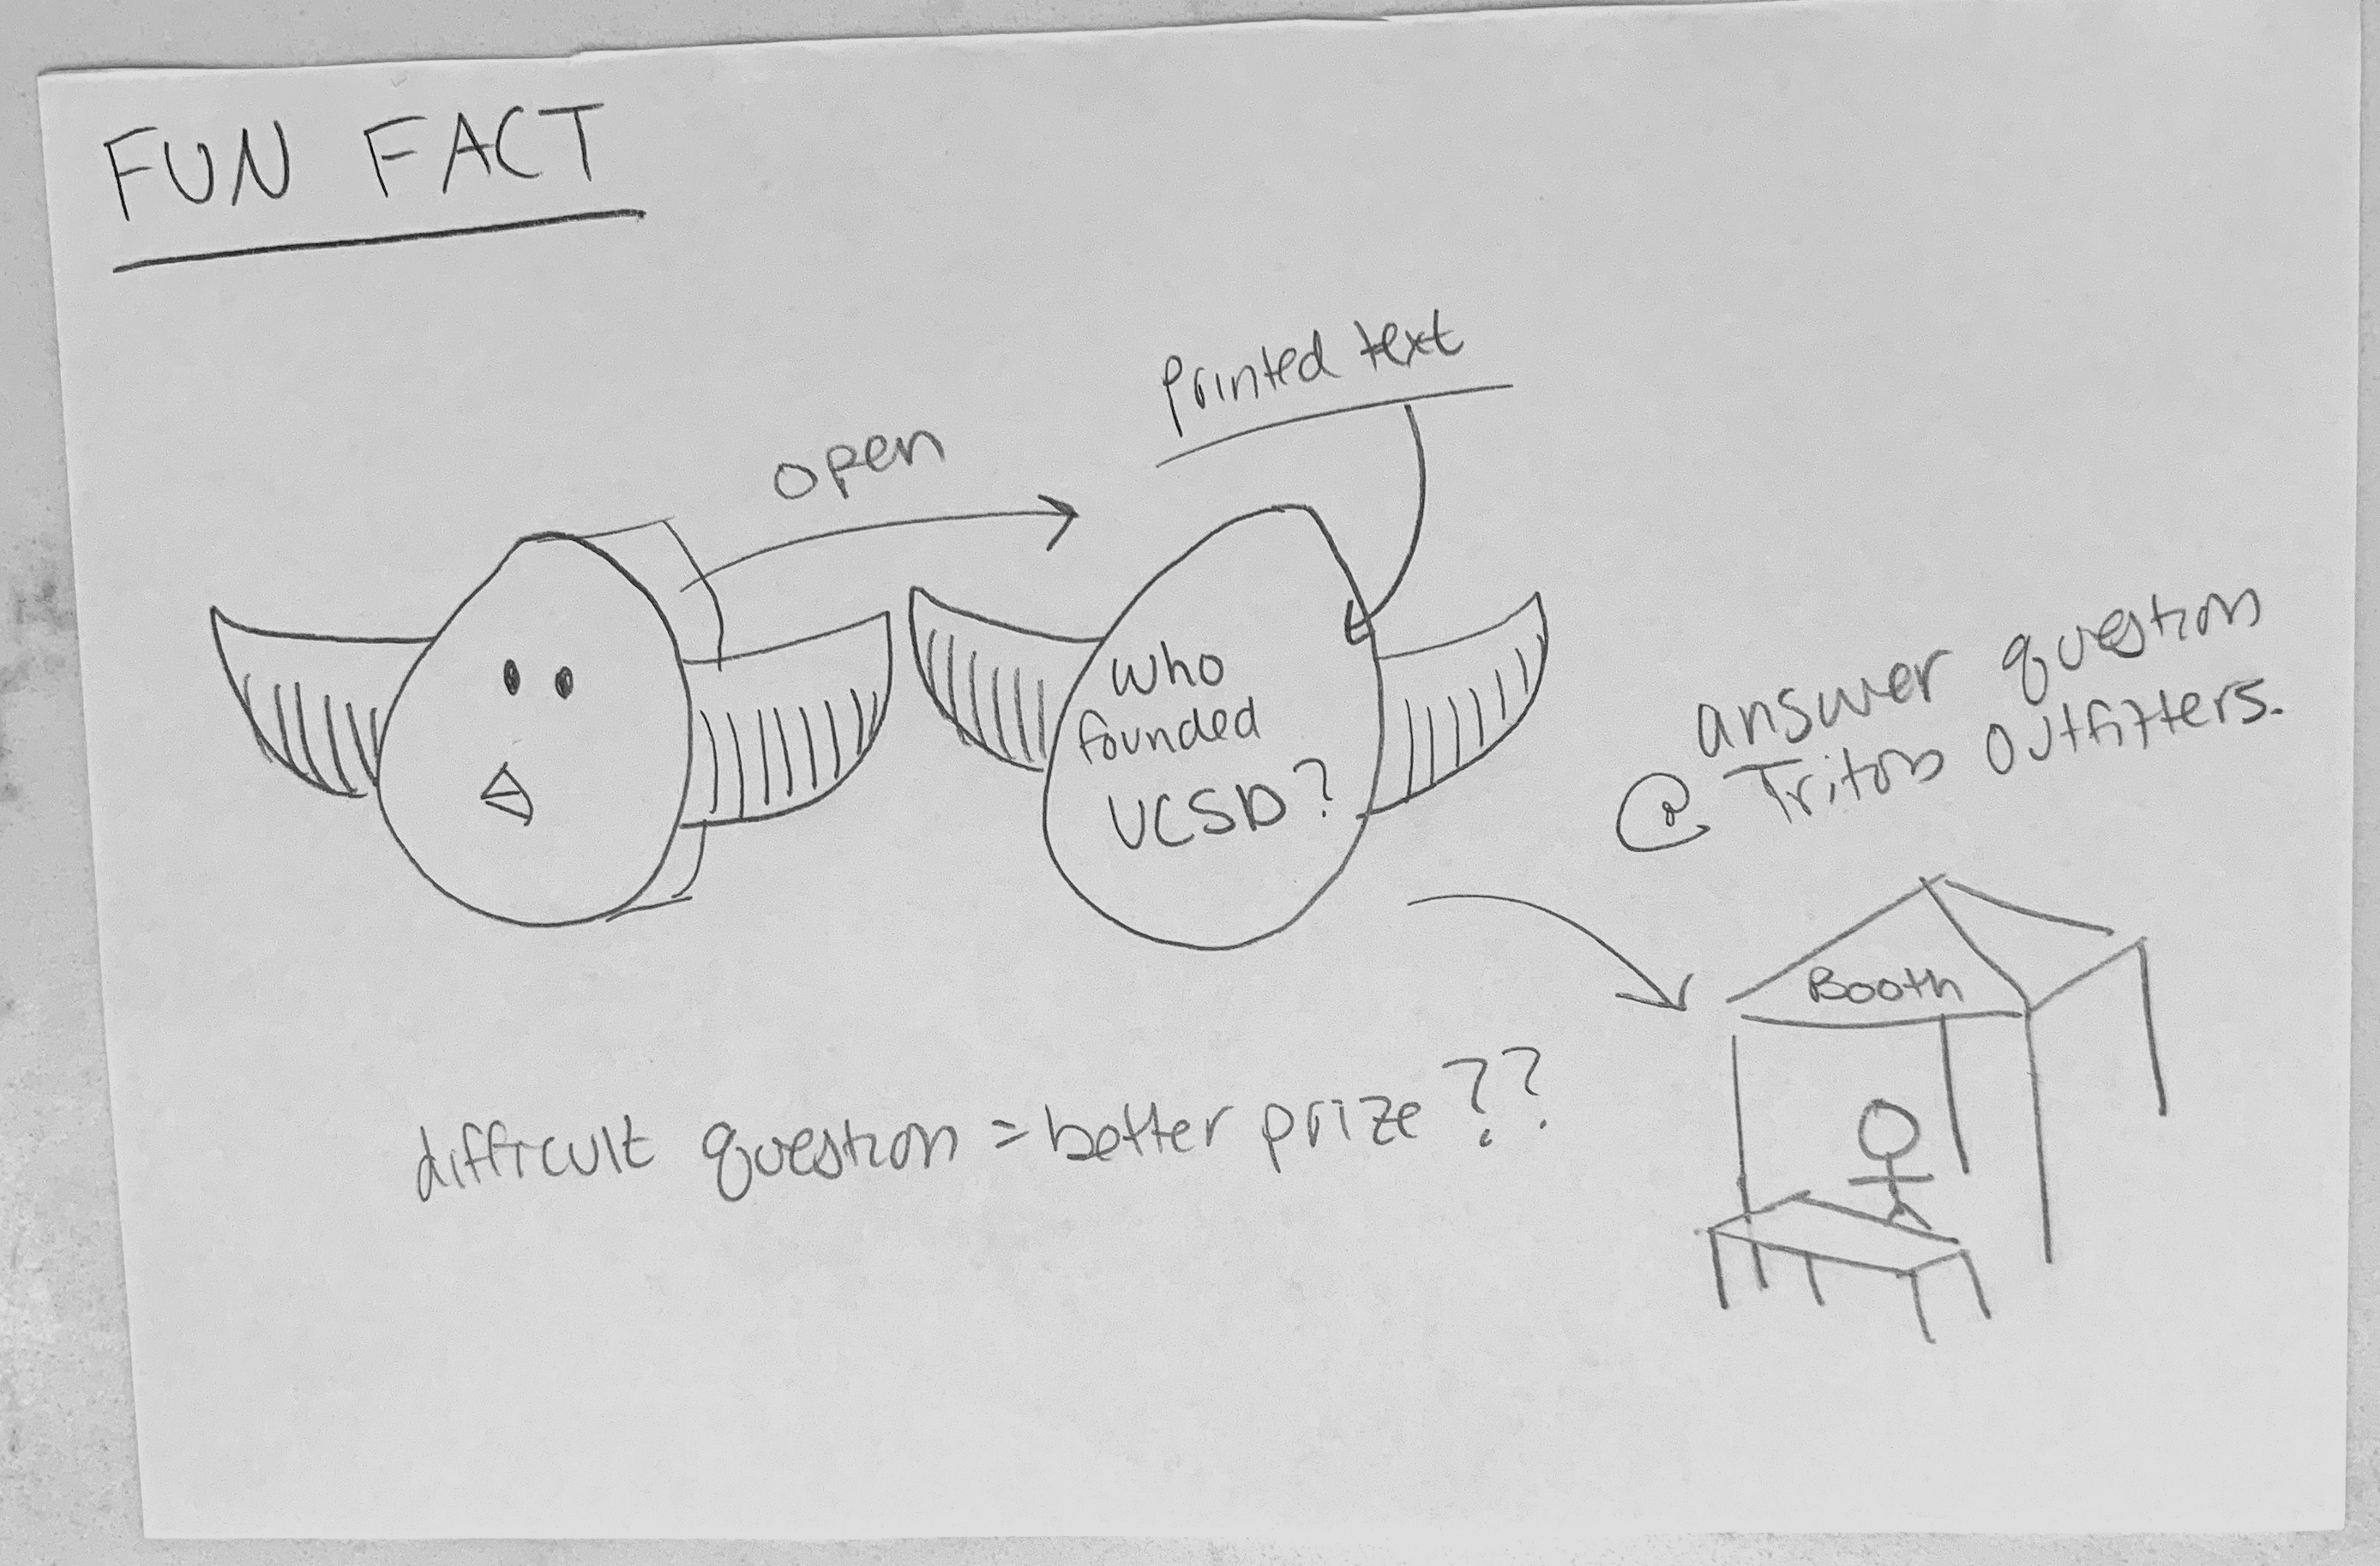 FUN FACT
printed text
open
who
founded
UCSD?
answer question
@ Triton Outfitters.
Booth
difficult question = better prize??